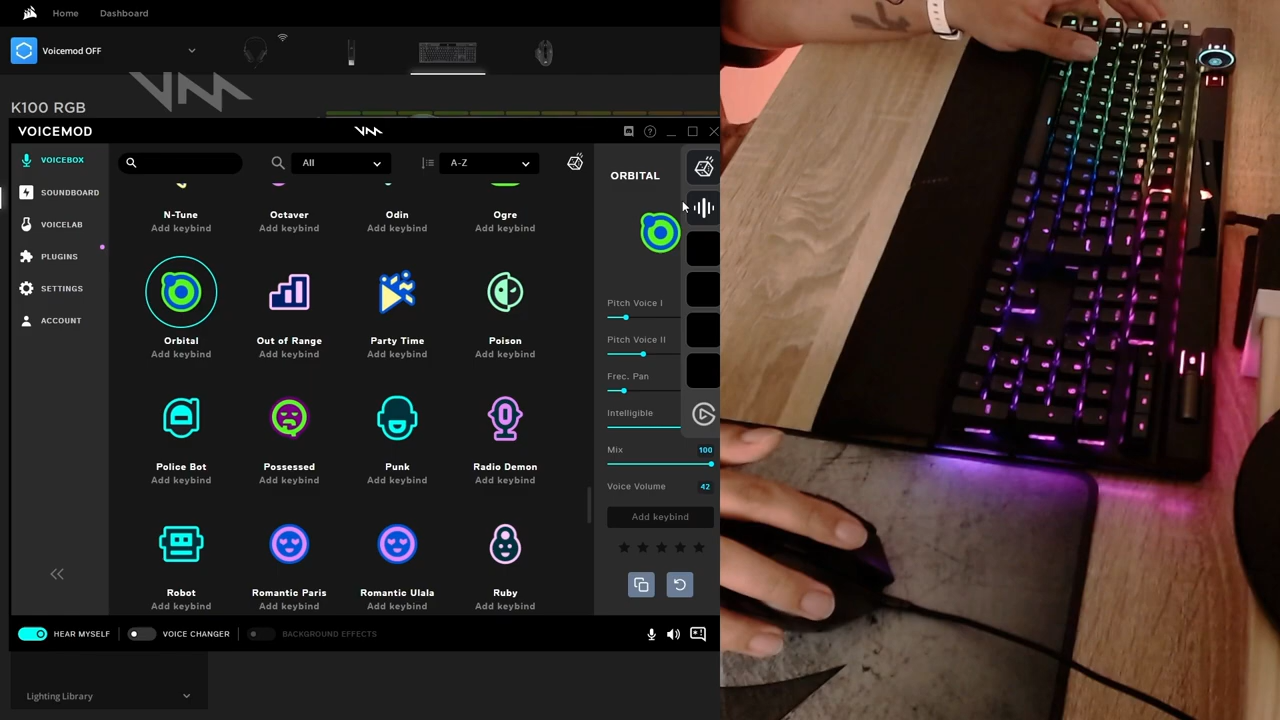 Home
Dashboard
Voicemod OFF
K100 RGB
VOICEMOD
VOICEBOX
SOUNDBOARD
VOICELAB
PLUGINS
SETTINGS
ACCOUNT
All
A-Z
N-Tune
Add keybind
Octaver
Add keybind
Odin
Add keybind
Ogre
Add keybind
Orbital
Add keybind
Out of Range
Add keybind
Party Time
Add keybind
Poison
Add keybind
Police Bot
Add keybind
Possessed
Add keybind
Punk
Add keybind
Radio Demon
Add keybind
Robot
Add keybind
Romantic Paris
Add keybind
Romantic Ulala
Add keybind
Ruby
Add keybind
ORBITAL
Pitch Voice I
Pitch Voice II
Frec. Pan
Intelligible
Mix 100
Voice Volume 42
Add keybind
HEAR MYSELF
VOICE CHANGER
BACKGROUND EFFECTS
Lighting Library